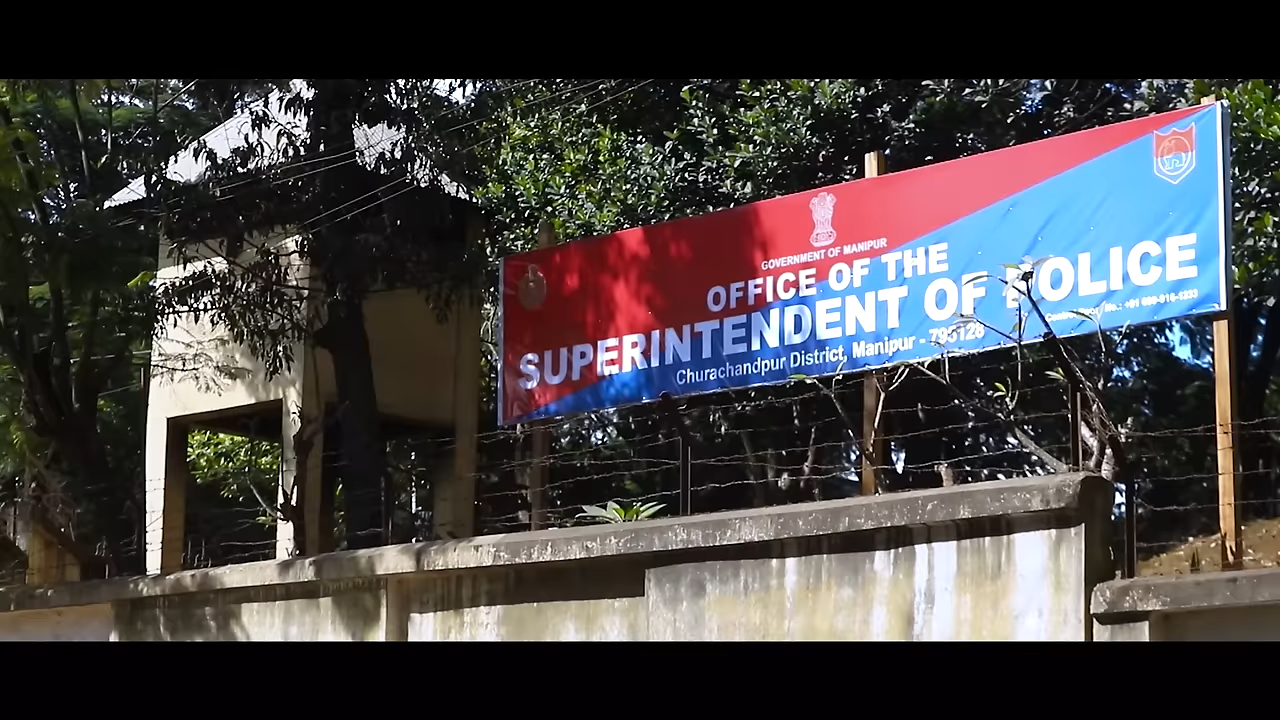 GOVERNMENT OF MANIPUR
OFFICE OF THE
SUPERINTENDENT OF POLICE
Churachandpur District, Manipur - 795128